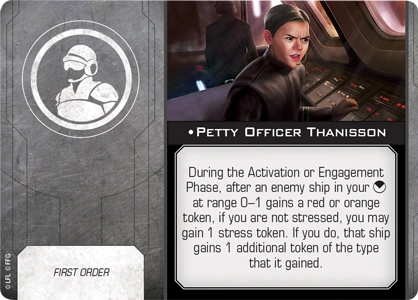 • PETTY OFFICER THANISSON
During the Activation or Engagement
Phase, after an enemy ship in your
at range 0–1 gains a red or orange
token, if you are not stressed, you may
gain 1 stress token. If you do, that ship
gains 1 additional token of the type
that it gained.
FIRST ORDER
© LFL © FFG